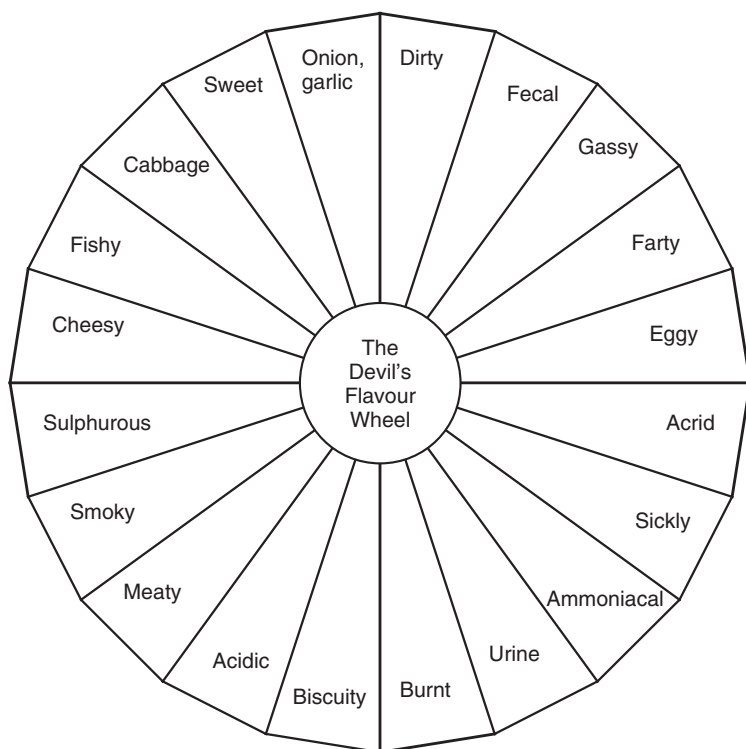 Onion,
garlic
Dirty
Fecal
Gassy
Farty
Eggy
Acrid
Sickly
Ammoniacal
Urine
Burnt
Biscuity
Acidic
Meaty
Smoky
Sulphurous
Cheesy
Fishy
Cabbage
Sweet
The
Devil's
Flavour
Wheel